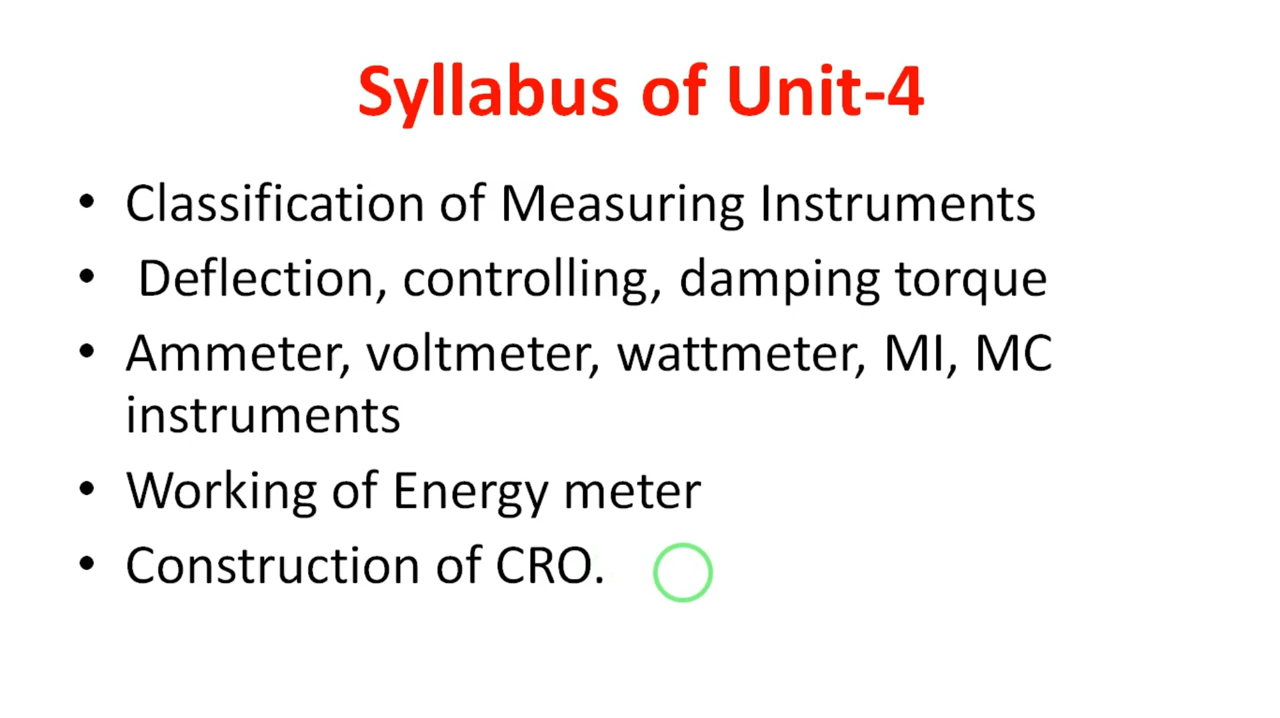 Syllabus of Unit-4
• Classification of Measuring Instruments
• Deflection, controlling, damping torque
• Ammeter, voltmeter, wattmeter, MI, MC
instruments
• Working of Energy meter
• Construction of CRO.